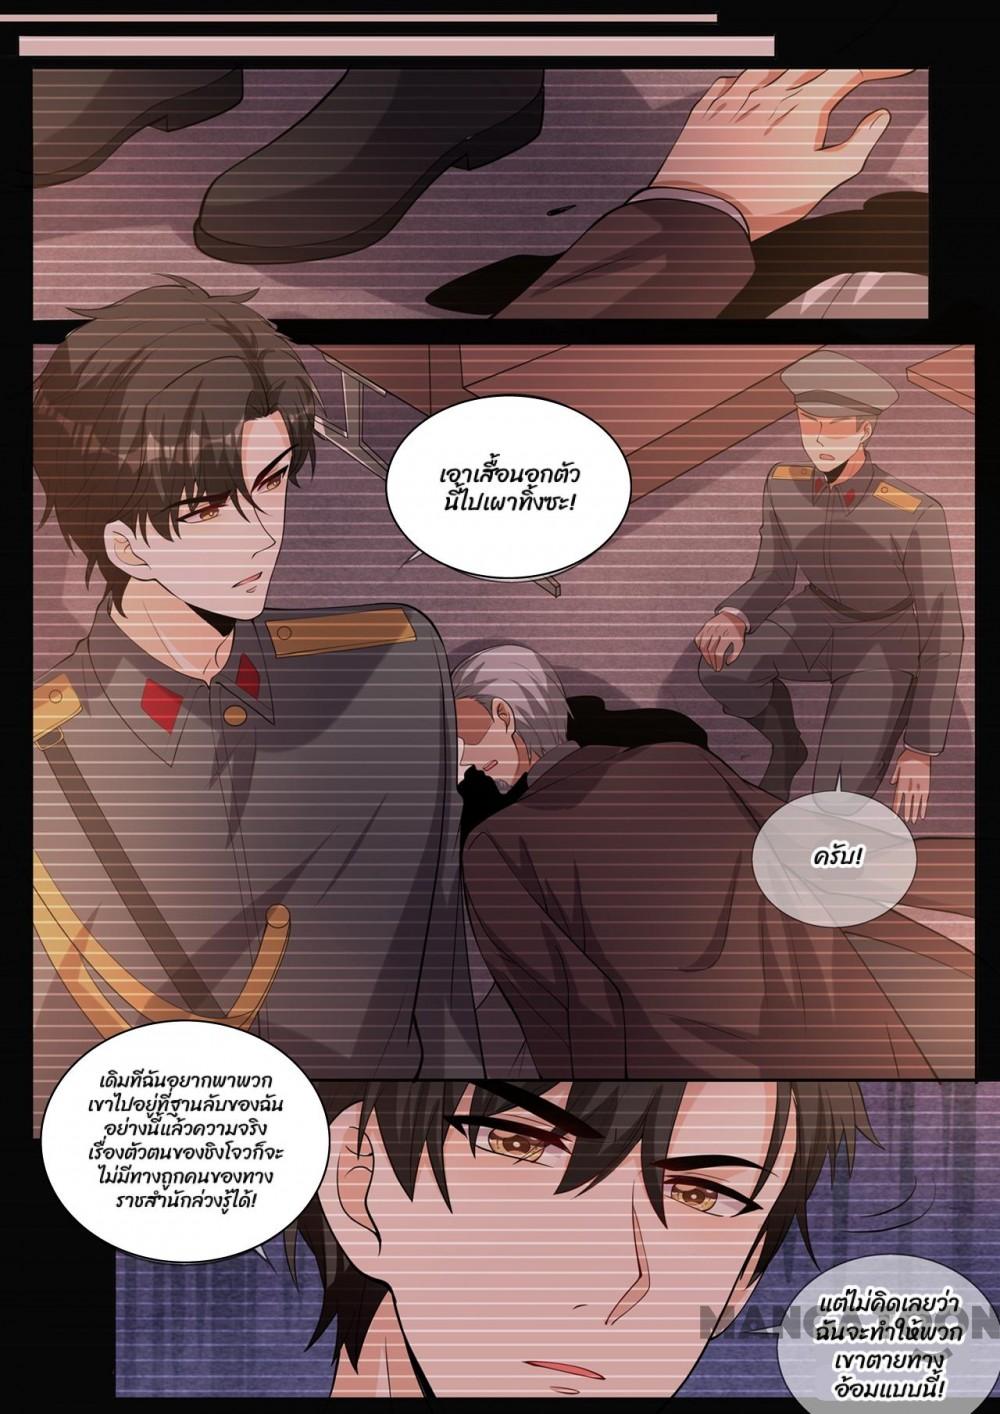 เอาเสื้อนอกตัว
นี้ไปเผาทิ้งซะ!
ครับ!
เดิมทีฉันอยากพาพวก
เขาไปอยู่ที่ฐานลับของฉัน
อย่างนี้แล้วความจริง
เรื่องตัวตนของชิงโจวก็จะ
ไม่มีทางถูกคนของทาง
ราชสำนักล่วงรู้ได้!
แต่ไม่คิดเลยว่า
ฉันจะทำให้พวก
เขาตายทาง
อ้อมแบบนี้!
MANGATOON